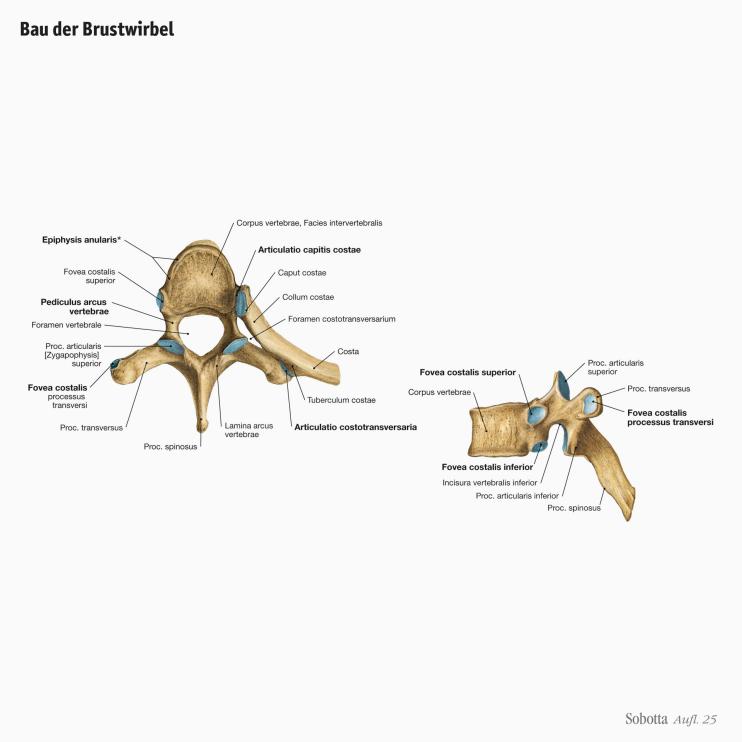 Bau der Brustwirbel
Epiphysis anularis*
Fovea costalis
superior
Pediculus arcus
vertebrae
Foramen vertebrale
Proc. articularis
[Zygapophysis]
superior
Fovea costalis
processus
transversi
Proc. transversus
Proc. spinosus
Corpus vertebrae, Facies intervertebralis
Articulatio capitis costae
Caput costae
Collum costae
Foramen costotransversarium
Costa
Tuberculum costae
Articulatio costotransversaria
Lamina arcus
vertebrae
Fovea costalis superior
Corpus vertebrae
Fovea costalis inferior
Incisura vertebralis inferior
Proc. articularis inferior
Proc. spinosus
Proc. articularis
superior
Proc. transversus
Fovea costalis
processus transversi
Sobotta Aufl. 25